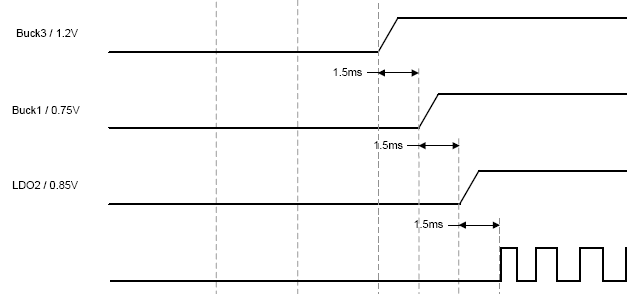 Buck3 / 1.2V
1.5ms
Buck1 / 0.75V
1.5ms
LDO2 / 0.85V
1.5ms